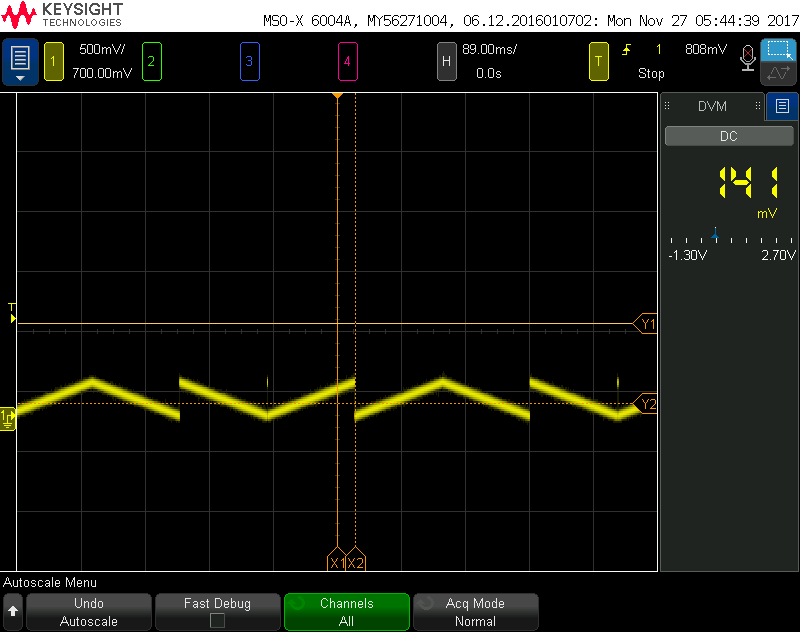 KEYSIGHT
TECHNOLOGIES
MSO-X 6004A, MY56271004, 06.12.2016010702: Mon Nov 27 05:44:39 2017
1 500mV/ 2 3 4 H 89.00ms/ T 1 808mV
700.00mV 0.0s Stop
DVM
DC
141
mV
-1.30V 2.70V
T
Y1
Y2
1
X1 X2
Autoscale Menu
Undo Fast Debug Channels Acq Mode
Autoscale All Normal